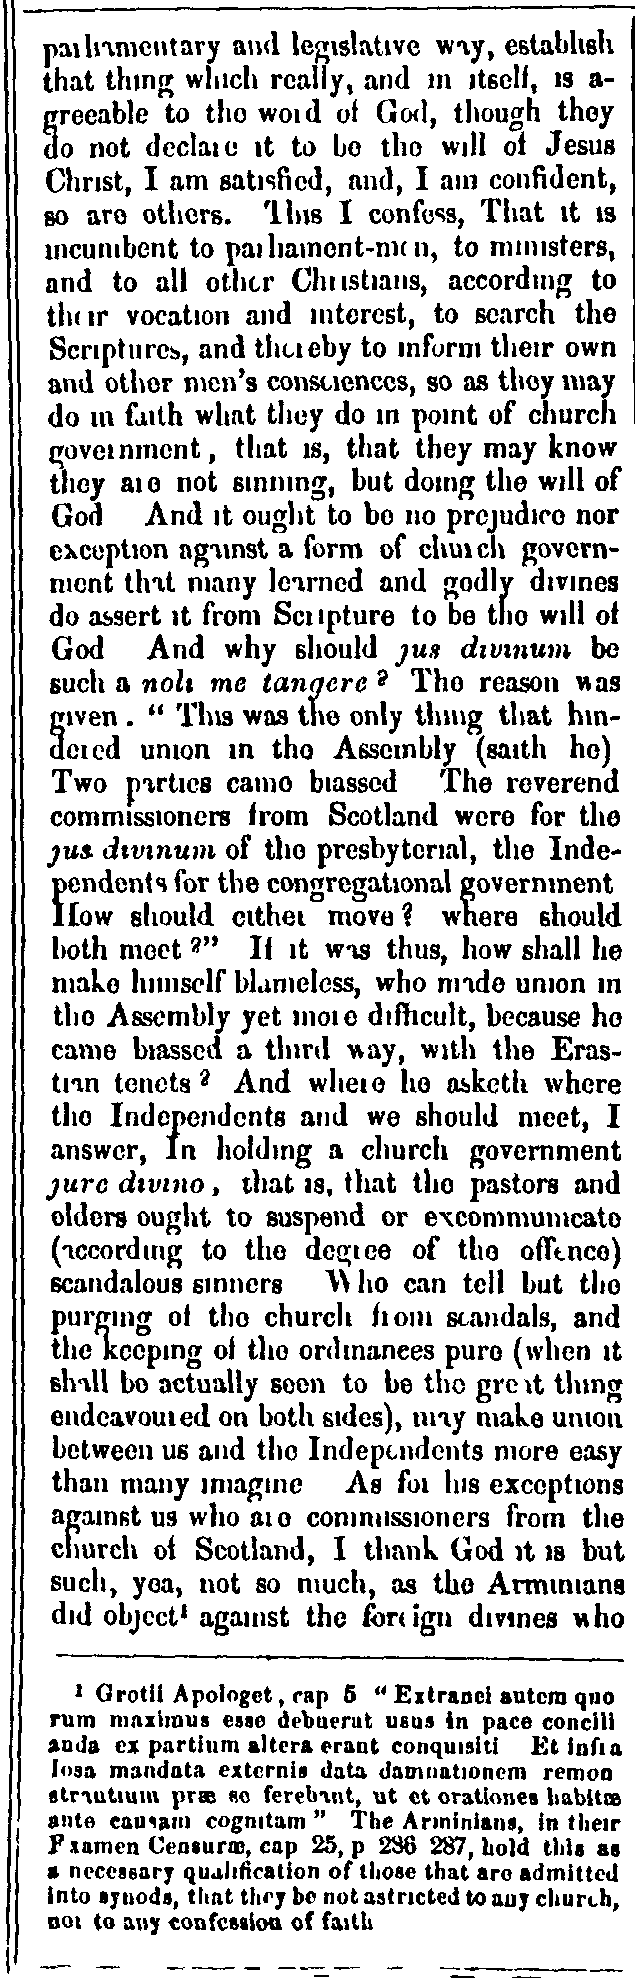 parliamentary and legislative way, establish
that thing which really, and in itself, is a-
greeable to the word of God, though they
do not declare it to be the will of Jesus
Christ, I am satisfied, and, I am confident,
so are others. This I confess, That it is
incumbent to parliament-men, to ministers,
and to all other Christians, according to
their vocation and interest, to search the
Scriptures, and thereby to inform their own
and other men's consciences, so as they may
do in faith what they do in point of church
government, that is, that they may know
they are not sinning, but doing the will of
God And it ought to be no prejudice nor
exception against a form of church govern-
ment that many learned and godly divines
do assert it from Scripture to be the will of
God And why should jus divinum be
such a noli me tangere? The reason was
given. “ This was the only thing that hin-
dered union in the Assembly (saith he)
Two parties came biassed The reverend
commissioners from Scotland were for the
jus divinum of the presbyterial, the Inde-
pendents for the congregational government
How should either move? where should
both meet?” If it was thus, how shall he
make himself blameless, who made union in
the Assembly yet more difficult, because he
came biassed a third way, with the Eras-
tian tenets? And where he asketh where
the Independents and we should meet, I
answer, In holding a church government
jure divino, that is, that the pastors and
elders ought to suspend or excommunicate
(according to the degree of the offence)
scandalous sinners Who can tell but the
purging of the church from scandals, and
the keeping of the ordinances pure (when it
shall be actually seen to be the great thing
endeavoured on both sides), may make union
between us and the Independents more easy
than many imagine As for his exceptions
against us who are commissioners from the
church of Scotland, I thank God it is but
such, yea, not so much, as the Arminians
did object¹ against the foreign divines who
¹ Grotii Apologet, cap 5 “ Extranei autem quo
rum maximus esse debuerat usus in pace concili
anda ex partium altera erant conquisiti Et infra
Iosa mandata externis data damnationem remon
strantium præ se ferebant, ut et orationes habitæ
ante causam cognitam ” The Arminians, in their
Examen Censuræ, cap 25, p 286 287, hold this as
a necessary qualification of those that are admitted
into synods, that they be not astricted to any church,
nor to any confession of faith